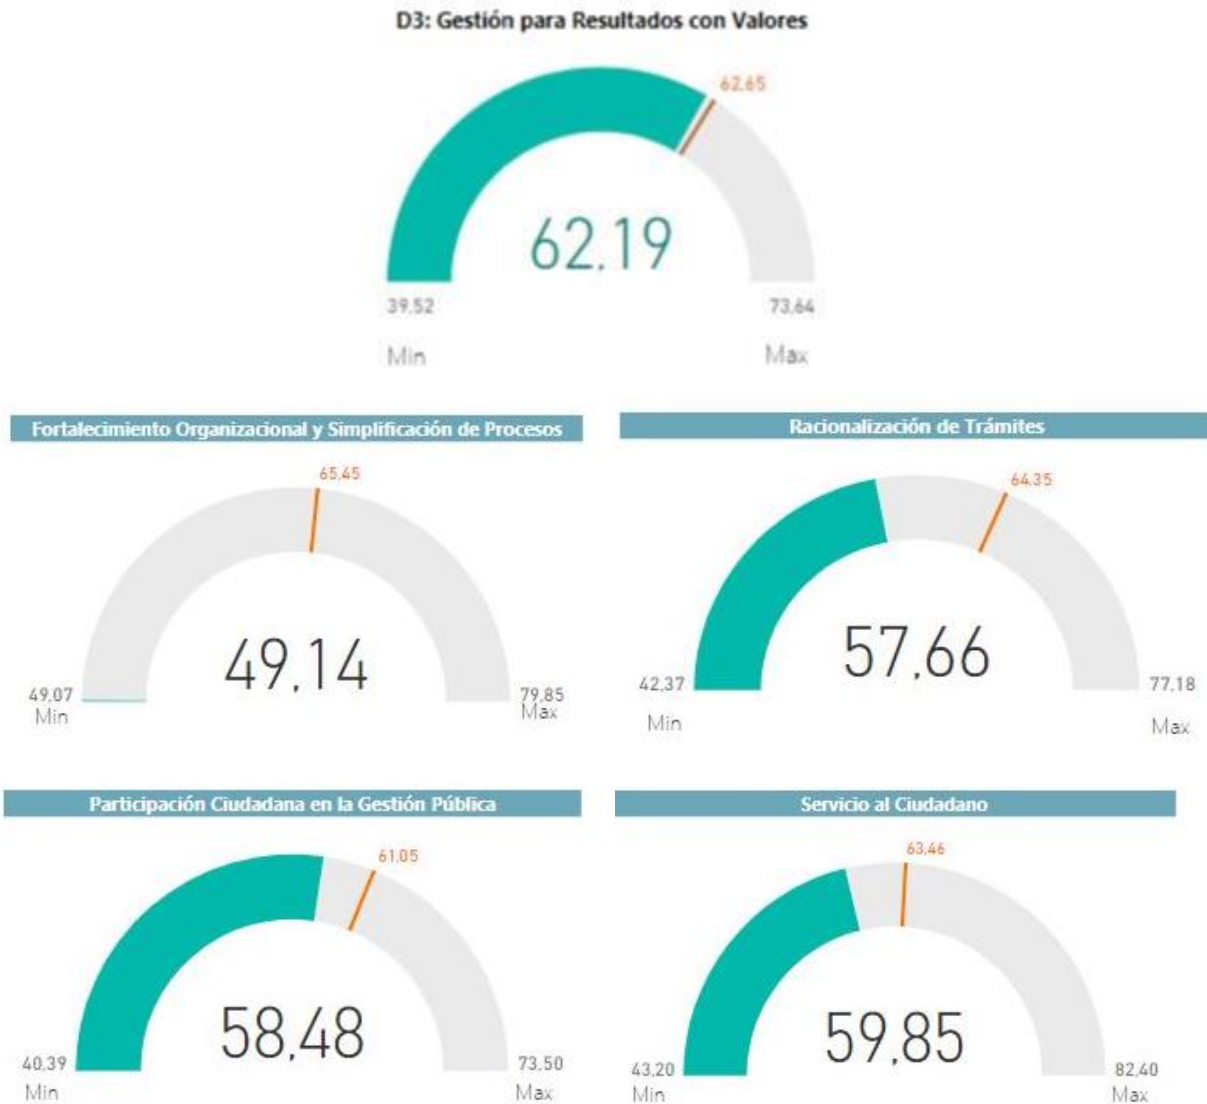 D3: Gestión para Resultados con Valores
62,65
62,19
39,52
73,64
Min
Max
Fortalecimiento Organizacional y Simplificación de Procesos
65,45
49,14
49,07
79,85
Min
Max
Racionalización de Trámites
64,35
57,66
42,37
77,18
Min
Max
Participación Ciudadana en la Gestión Pública
61,05
58,48
40,39
73,50
Min
Max
Servicio al Ciudadano
63,46
59,85
43,20
82,40
Min
Max